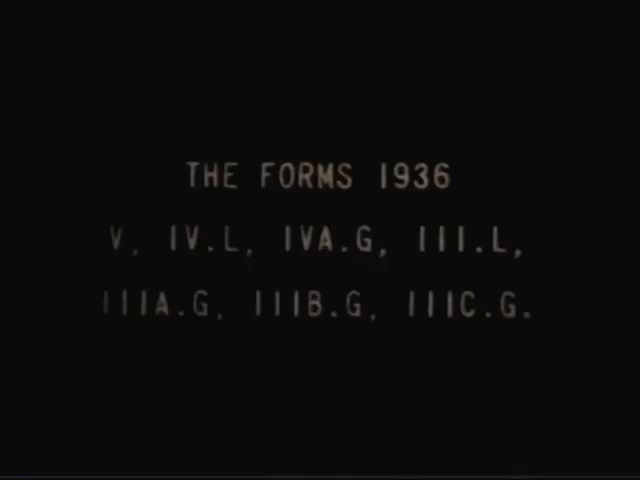 THE FORMS 1936
V, IV.L, IVA.G, III.L,
IIIA.G, IIIB.G, IIIC.G.